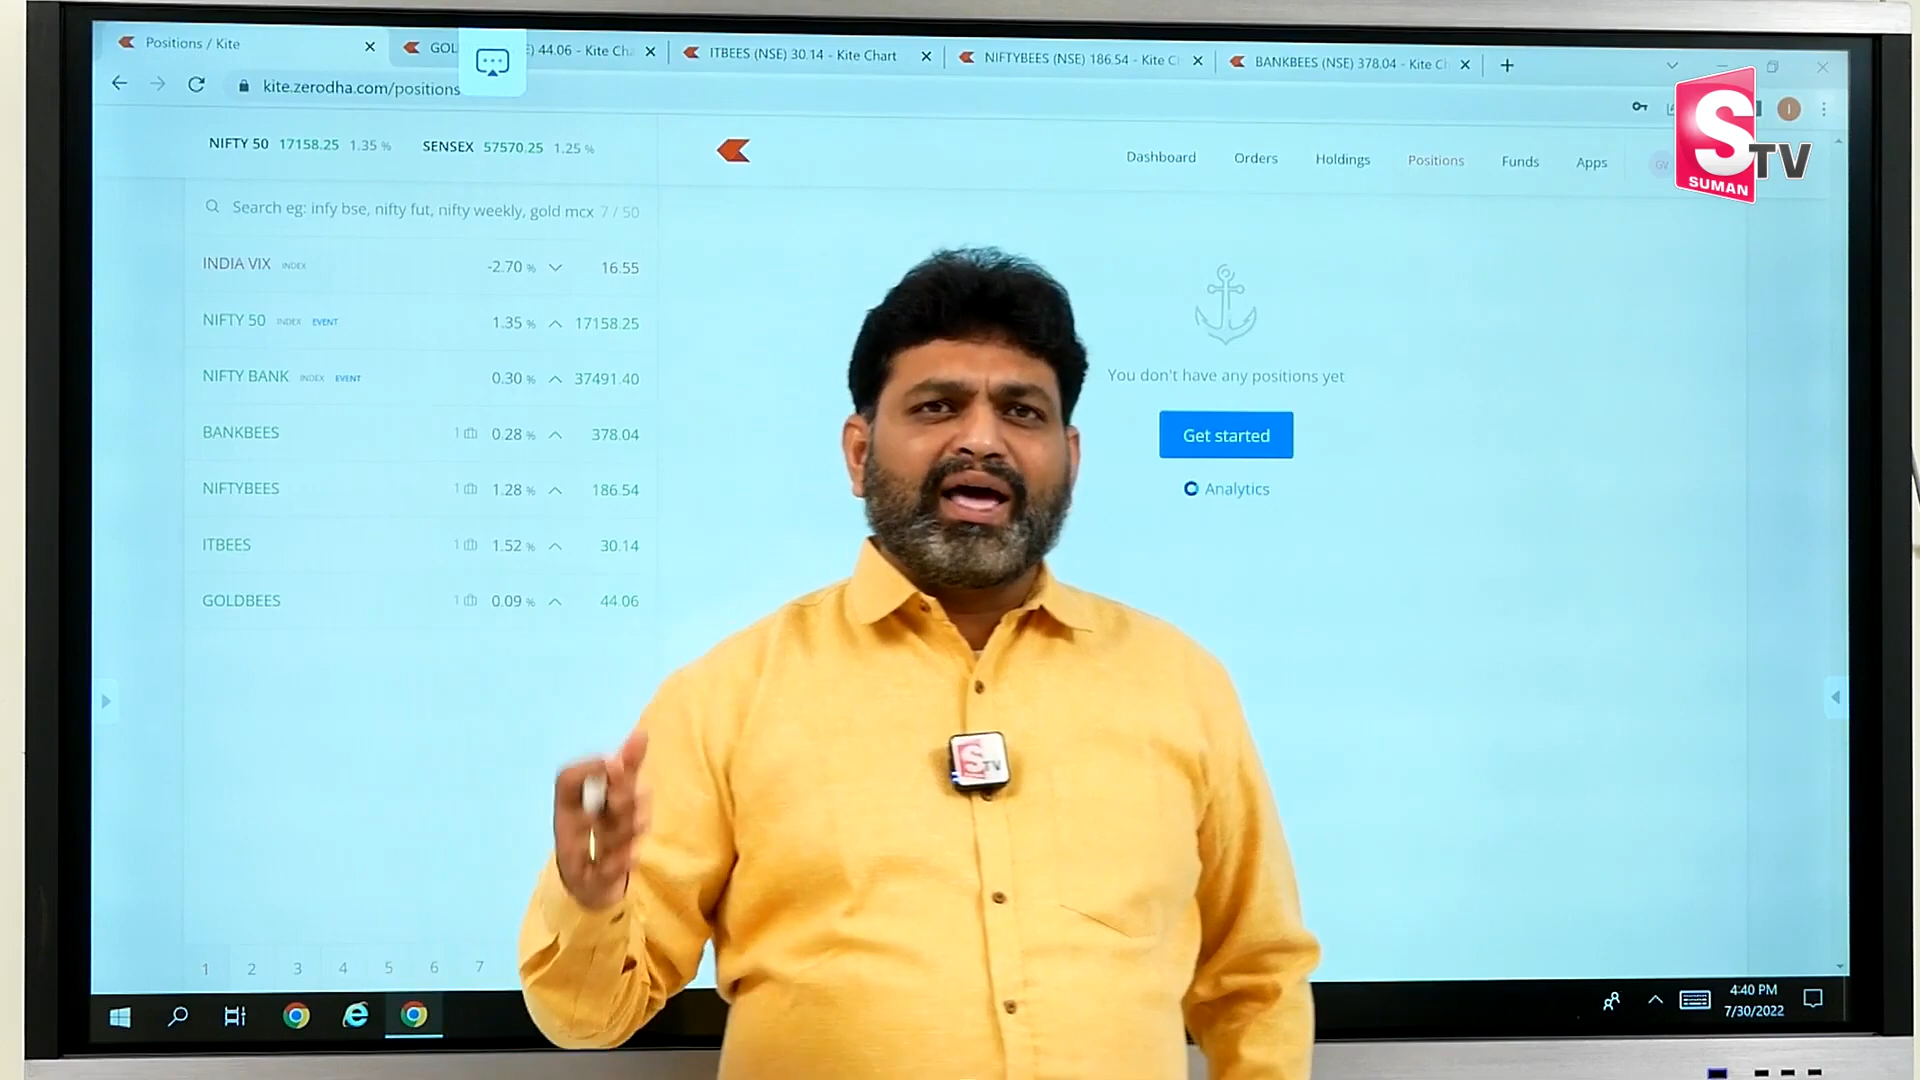 Positions / Kite
GOL
E) 44.06 - Kite Cha
ITBEES (NSE) 30.14 - Kite Chart
NIFTYBEES (NSE) 186.54 - Kite C
BANKBEES (NSE) 378.04 - Kite Ch
kite.zerodha.com/positions
I
S TV
SUMAN
NIFTY 50 17158.25 1.35 %
SENSEX 57570.25 1.25 %
Dashboard
Orders
Holdings
Positions
Funds
Apps
GV
Search eg: infy bse, nifty fut, nifty weekly, gold mcx 7 / 50
INDIA VIX INDEX -2.70 % 16.55
NIFTY 50 INDEX EVENT 1.35 % 17158.25
NIFTY BANK INDEX EVENT 0.30 % 37491.40
BANKBEES 1 0.28 % 378.04
NIFTYBEES 1 1.28 % 186.54
ITBEES 1 1.52 % 30.14
GOLDBEES 1 0.09 % 44.06
You don't have any positions yet
Get started
Analytics
S TV
1 2 3 4 5 6 7
4:40 PM
7/30/2022